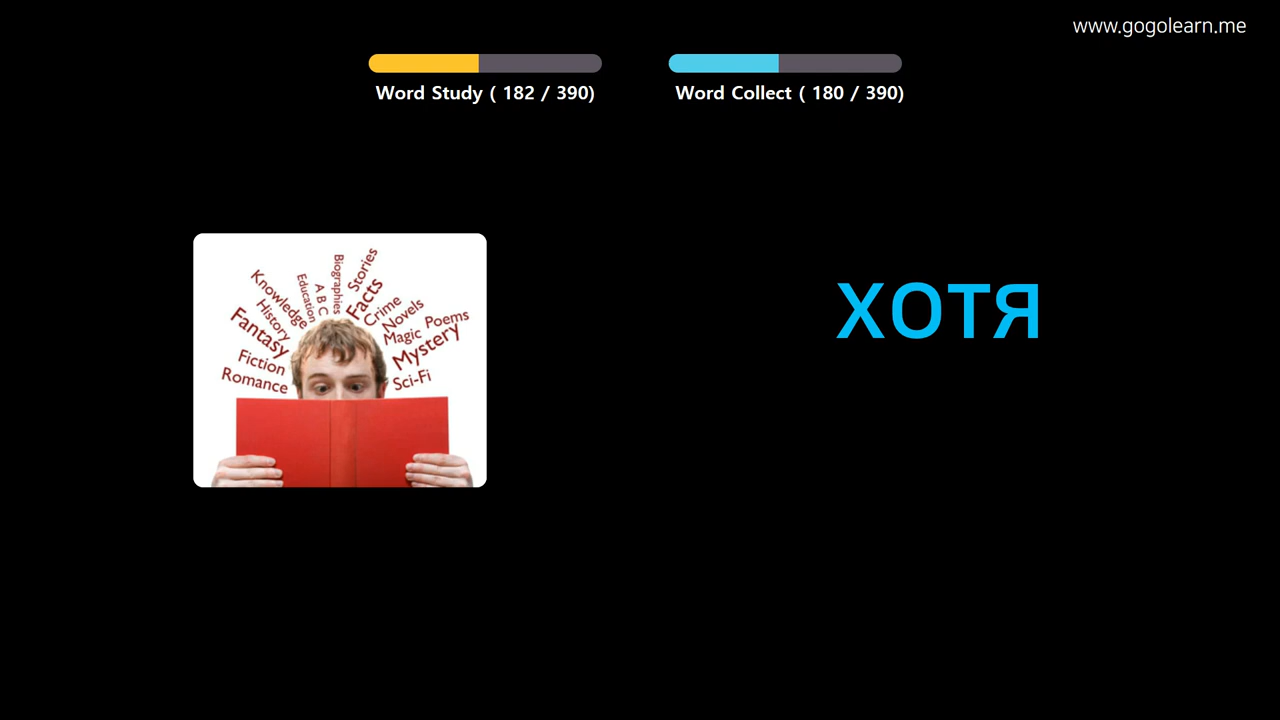 www.gogolearn.me
Word Study ( 182 / 390)
Word Collect ( 180 / 390)
хотя
Biographies
Stories
Knowledge
Education
A B C
Facts
History
Crime
Novels
Fantasy
Magic
Poems
Mystery
Fiction
Romance
Sci-Fi